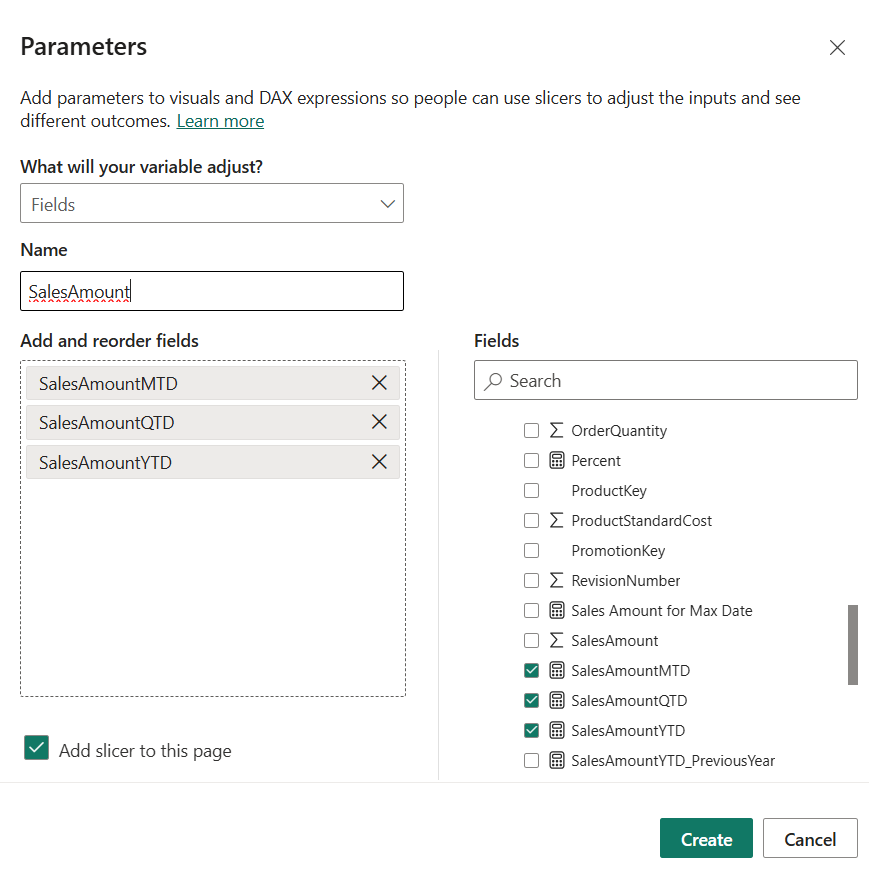 Parameters
Add parameters to visuals and DAX expressions so people can use slicers to adjust the inputs and see
different outcomes. Learn more
What will your variable adjust?
Fields
Name
SalesAmount
Add and reorder fields
SalesAmountMTD
SalesAmountQTD
SalesAmountYTD
Add slicer to this page
Fields
Search
OrderQuantity
Percent
ProductKey
ProductStandardCost
PromotionKey
RevisionNumber
Sales Amount for Max Date
SalesAmount
SalesAmountMTD
SalesAmountQTD
SalesAmountYTD
SalesAmountYTD_PreviousYear
Create
Cancel